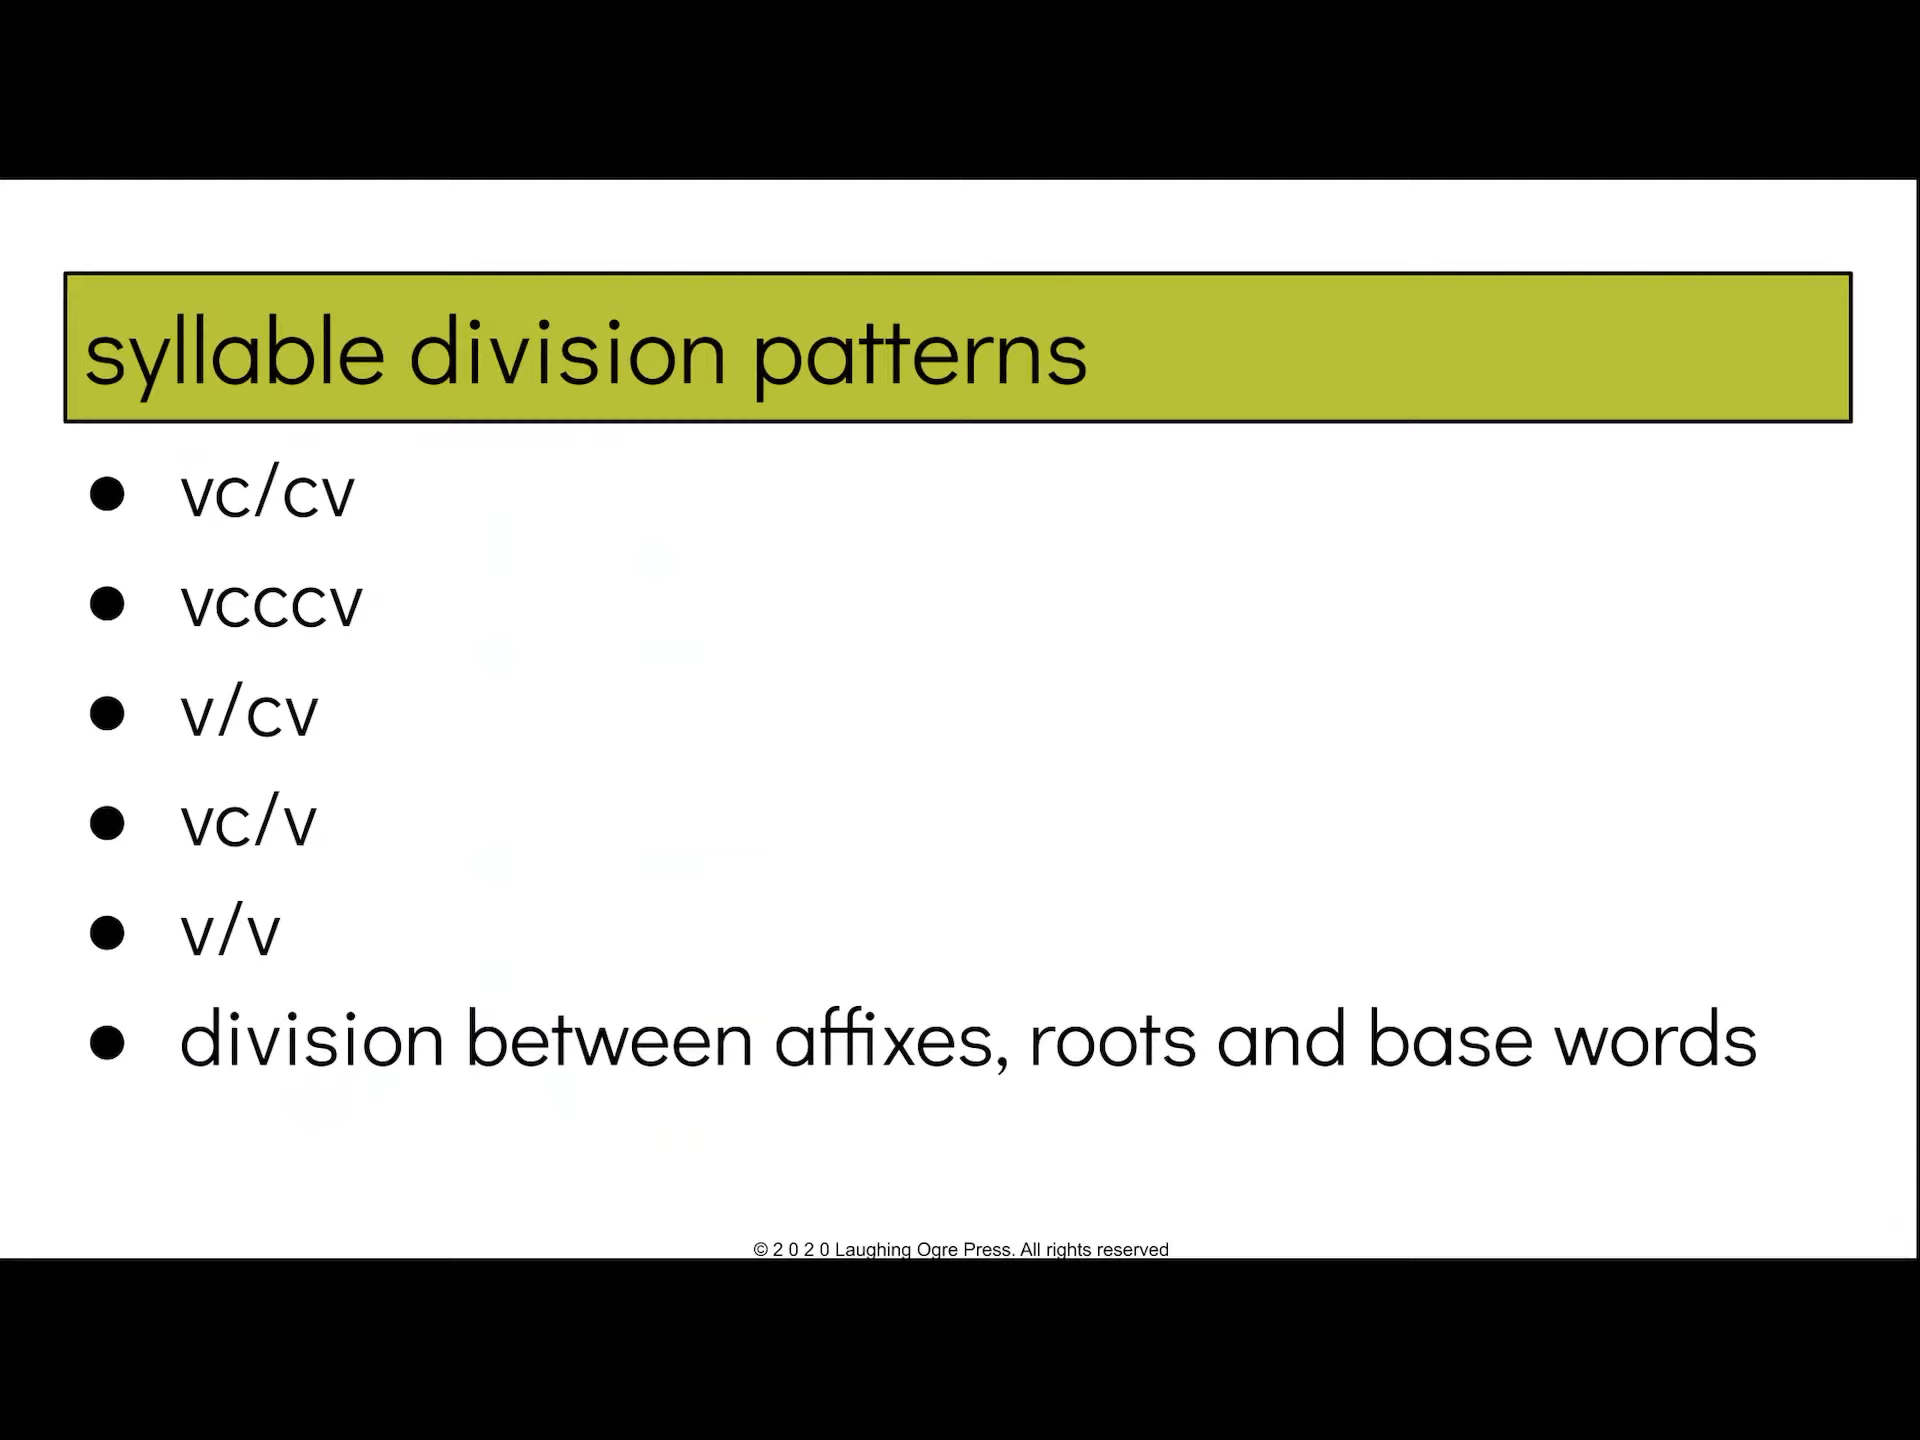 syllable division patterns
● vc/cv
● vcccv
● v/cv
● vc/v
● v/v
● division between affixes, roots and base words
© 2 0 2 0 Laughing Ogre Press. All rights reserved